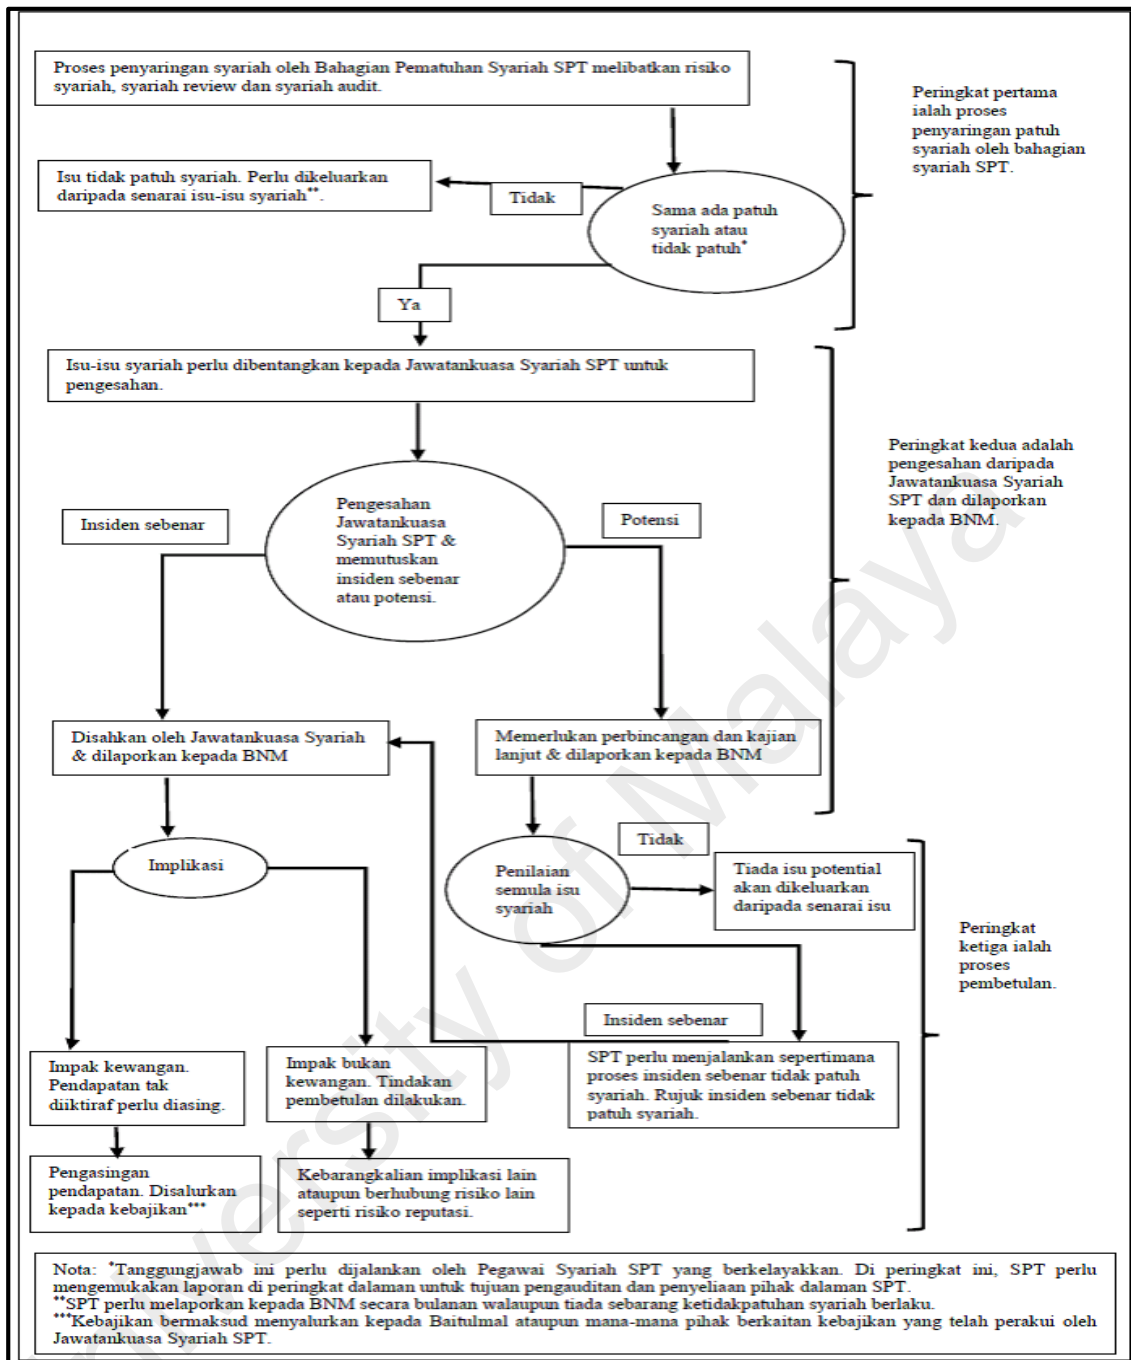 Proses penyaringan syariah oleh Bahagian Pematuhan Syariah SPT melibatkan risiko
syariah, syariah review dan syariah audit.
Peringkat pertama
ialah proses
penyaringan patuh
syariah oleh bahagian
syariah SPT.
Isu tidak patuh syariah. Perlu dikeluarkan
daripada senarai isu-isu syariah**.
Tidak
Sama ada patuh
syariah atau
tidak patuh*
Ya
Isu-isu syariah perlu dibentangkan kepada Jawatankuasa Syariah SPT untuk
pengesahan.
Peringkat kedua adalah
pengesahan daripada
Jawatankuasa Syariah
SPT dan dilaporkan
kepada BNM.
Insiden sebenar
Pengesahan
Jawatankuasa
Syariah SPT &
memutuskan
insiden sebenar
atau potensi.
Potensi
Disahkan oleh Jawatankuasa Syariah
& dilaporkan kepada BNM
Memerlukan perbincangan dan kajian
lanjut & dilaporkan kepada BNM
Implikasi
Penilaian
semula isu
syariah
Tidak
Tiada isu potential
akan dikeluarkan
daripada senarai isu
Peringkat
ketiga ialah
proses
pembetulan.
Insiden sebenar
Impak kewangan.
Pendapatan tak
diiktiraf perlu diasing.
Impak bukan
kewangan. Tindakan
pembetulan dilakukan.
SPT perlu menjalankan sepertimana
proses insiden sebenar tidak patuh
syariah. Rujuk insiden sebenar tidak
patuh syariah.
Pengasingan
pendapatan. Disalurkan
kepada kebajikan***
Kebarangkalian implikasi lain
ataupun berhubung risiko lain
seperti risiko reputasi.
Nota: *Tanggungjawab ini perlu dijalankan oleh Pegawai Syariah SPT yang berkelayakkan. Di peringkat ini, SPT perlu
mengemukakan laporan di peringkat dalaman untuk tujuan pengauditan dan penyeliaan pihak dalaman SPT.
**SPT perlu melaporkan kepada BNM secara bulanan walaupun tiada sebarang ketidakpatuhan syariah berlaku.
***Kebajikan bermaksud menyalurkan kepada Baitulmal ataupun mana-mana pihak berkaitan kebajikan yang telah perakui oleh
Jawatankuasa Syariah SPT.
University of Malaya